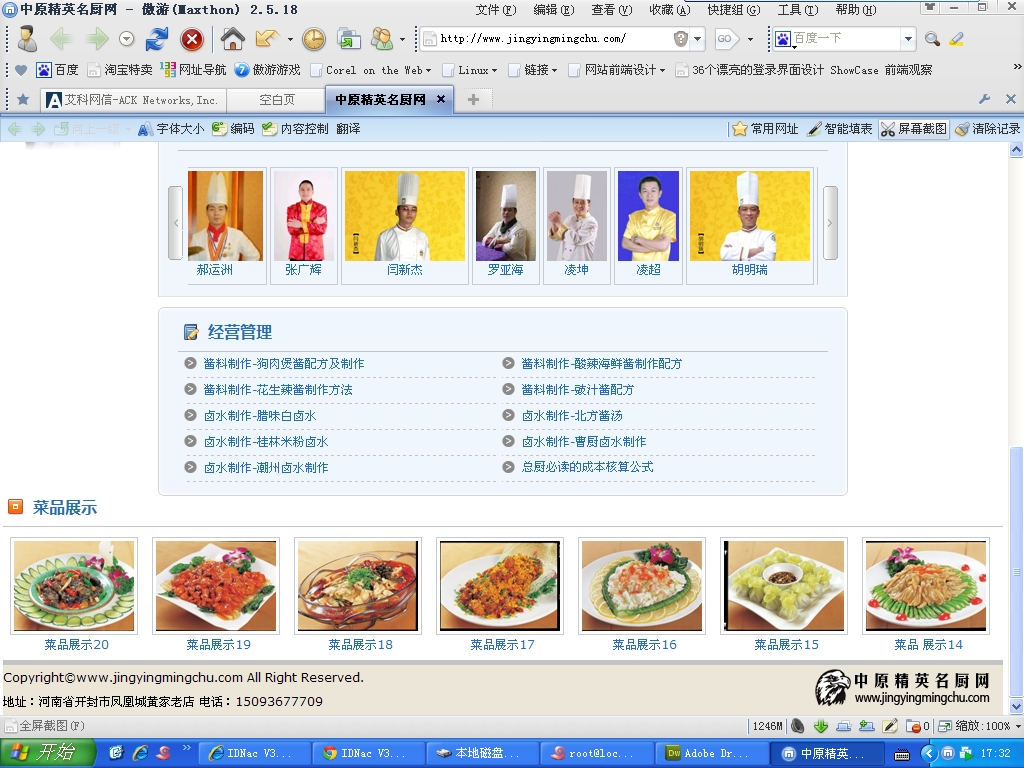 中原精英名厨网 - 傲游(Maxthon) 2.5.18
文件(F) 编辑(E) 查看(V) 收藏(A) 快捷组(G) 工具(T) 帮助(H)
http://www.jingyingmingchu.com/
GO
百度一下
百度 淘宝特卖 网址导航 傲游游戏 Corel on the Web Linux 链接 网站前端设计 36个漂亮的登录界面设计 ShowCase 前端观察
艾科网信-ACK Networks, Inc. 空白页 中原精英名厨网
向上一级 字体大小 编码 内容控制 翻译 常用网址 智能填表 屏幕截图 清除记录
郝运洲 张广辉 闫新杰 罗亚海 凌坤 凌超 胡明瑞
经营管理
酱料制作-狗肉煲酱配方及制作 酱料制作-酸辣海鲜酱制作配方
酱料制作-花生辣酱制作方法 酱料制作-豉汁酱配方
卤水制作-腊味白卤水 卤水制作-北方酱汤
卤水制作-桂林米粉卤水 卤水制作-曹厨卤水制作
卤水制作-潮州卤水制作 总厨必读的成本核算公式
菜品展示
菜品展示20 菜品展示19 菜品展示18 菜品展示17 菜品展示16 菜品展示15 菜品 展示14
Copyright©www.jingyingmingchu.com All Right Reserved.
地址：河南省开封市凤凰城黄家老店 电话：15093677709
中原精英名厨网
www.jingyingmingchu.com
全屏截图(F) 1246M 0 缩放:100%
开始 IDNac V3... IDNac V3... 本地磁盘... root@loc... Adobe Dr... 中原精英... 17:32